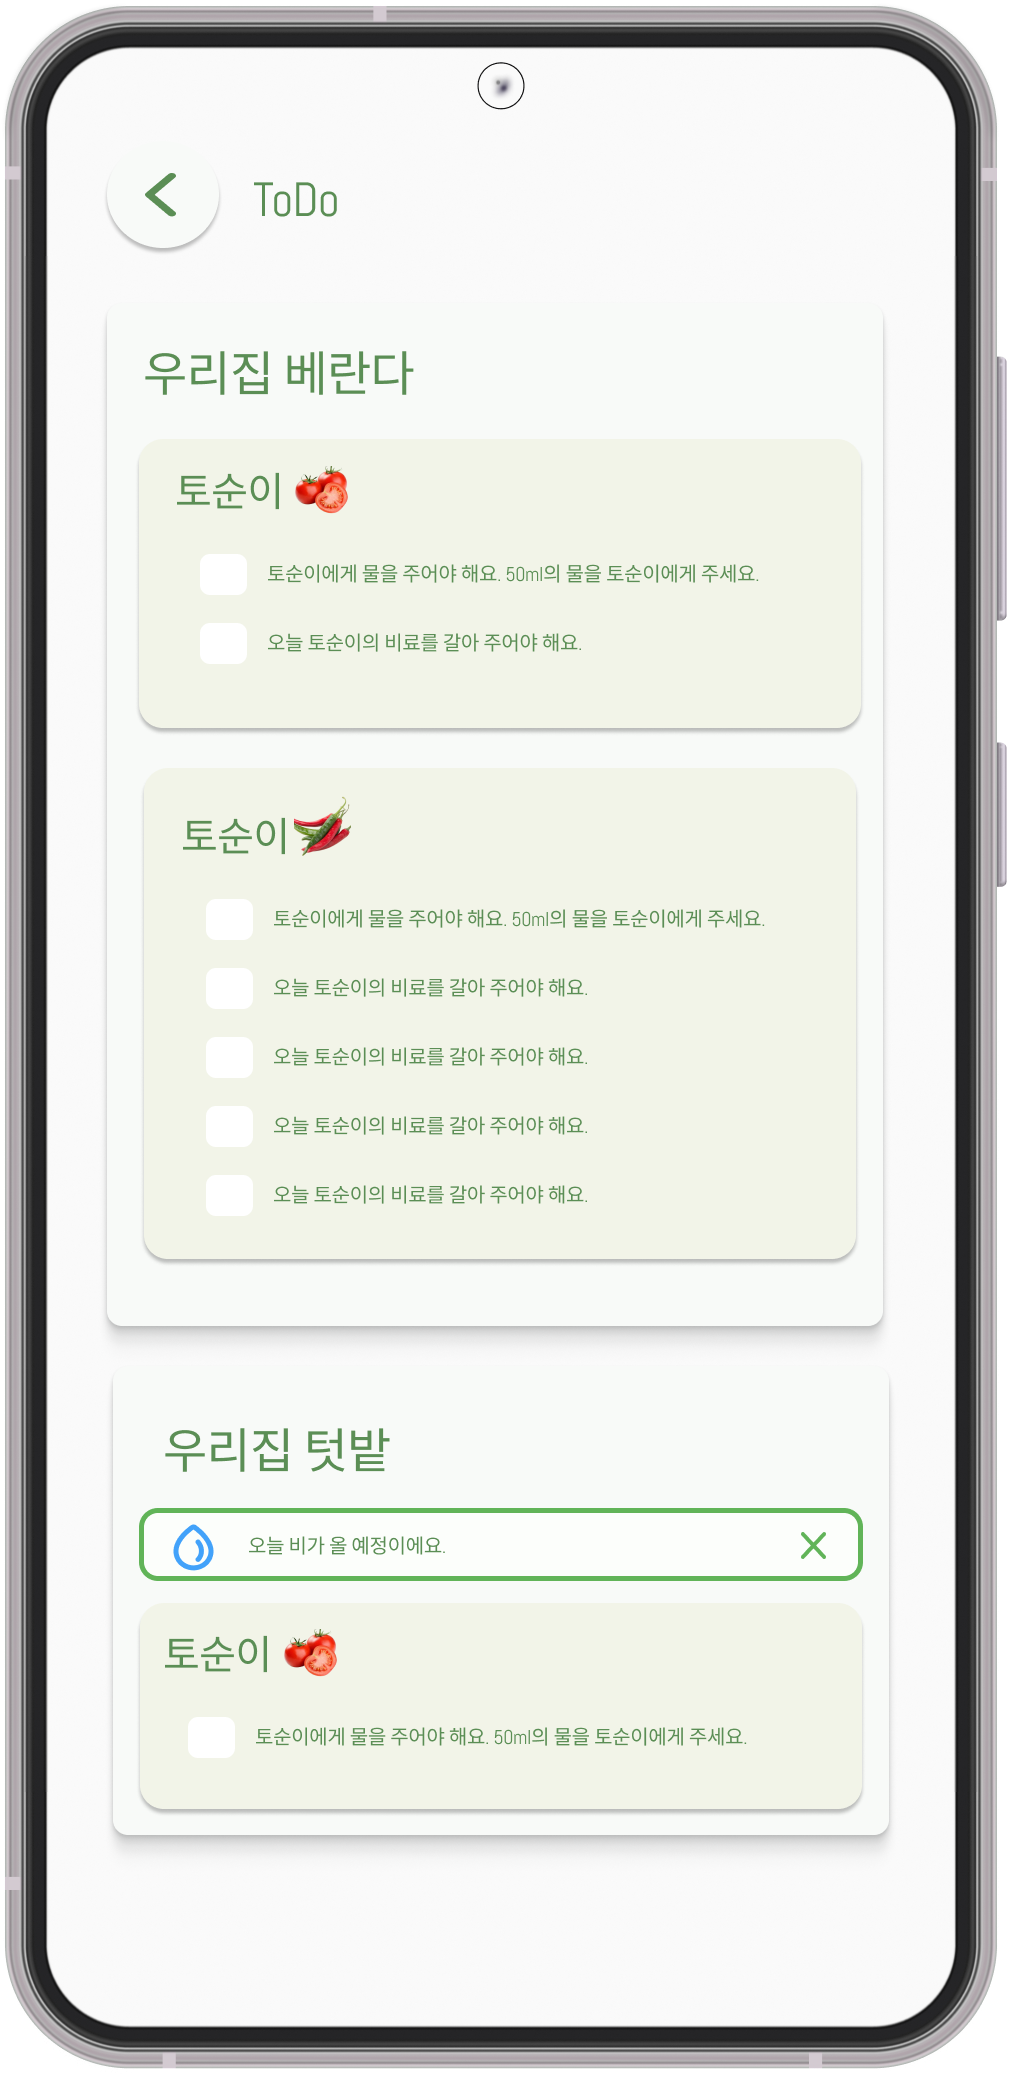 ToDo
우리집 베란다
토순이
토순이에게 물을 주어야 해요. 50ml의 물을 토순이에게 주세요.
오늘 토순이의 비료를 갈아 주어야 해요.
토순이
토순이에게 물을 주어야 해요. 50ml의 물을 토순이에게 주세요.
오늘 토순이의 비료를 갈아 주어야 해요.
오늘 토순이의 비료를 갈아 주어야 해요.
오늘 토순이의 비료를 갈아 주어야 해요.
오늘 토순이의 비료를 갈아 주어야 해요.
우리집 텃밭
오늘 비가 올 예정이에요.
토순이
토순이에게 물을 주어야 해요. 50ml의 물을 토순이에게 주세요.